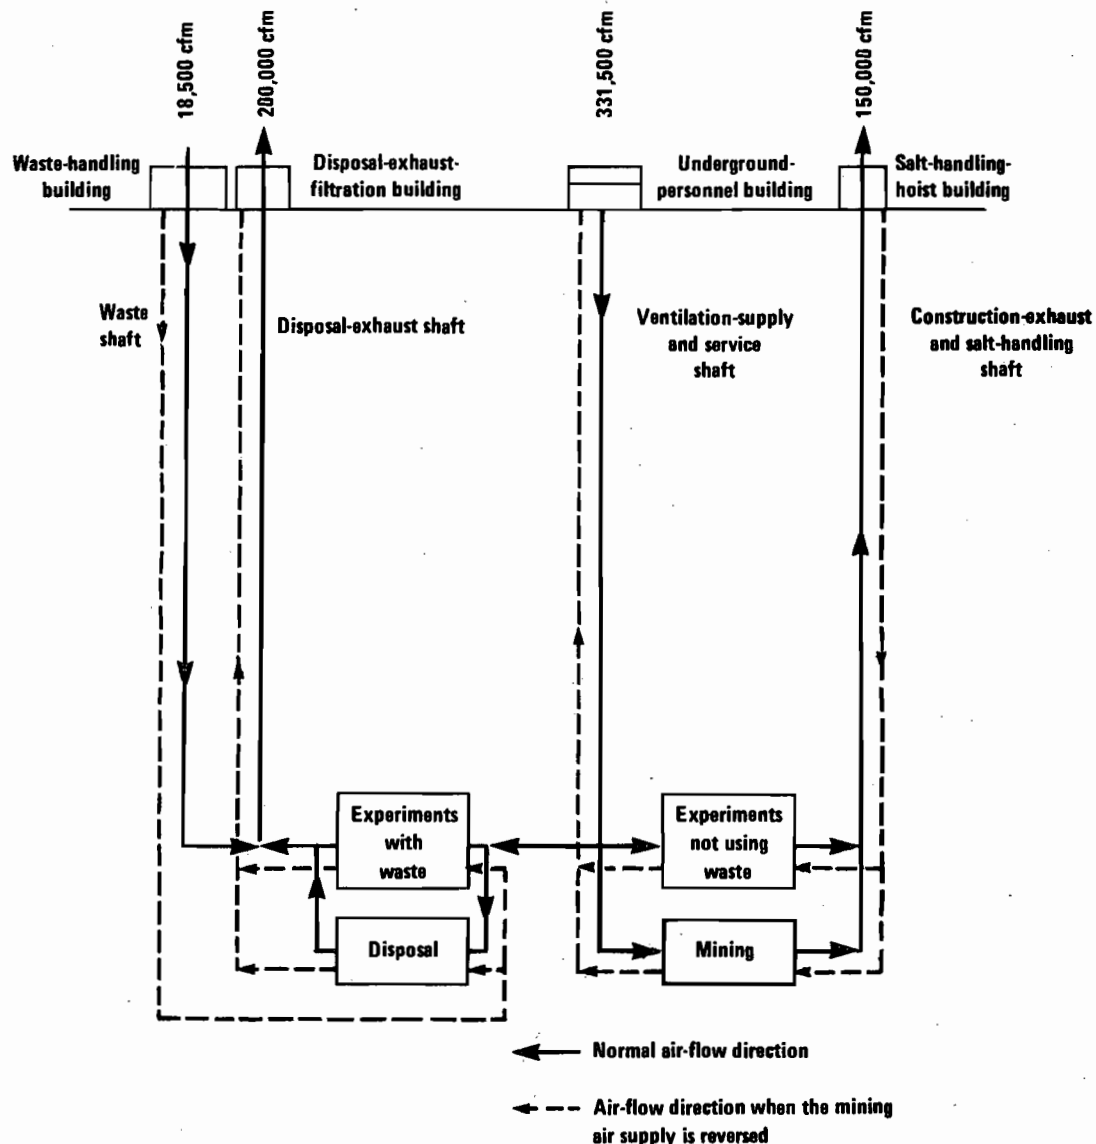 18,500 cfm
200,000 cfm
331,500 cfm
150,000 cfm
Waste-handling
building
Disposal-exhaust-
filtration building
Underground-
personnel building
Salt-handling-
hoist building
Waste
shaft
Disposal-exhaust shaft
Ventilation-supply
and service
shaft
Construction-exhaust
and salt-handling
shaft
Experiments
with
waste
Experiments
not using
waste
Disposal
Mining
Normal air-flow direction
Air-flow direction when the mining
air supply is reversed